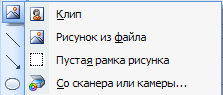 Клип
Рисунок из файла
Пустая рамка рисунка
Со сканера или камеры...